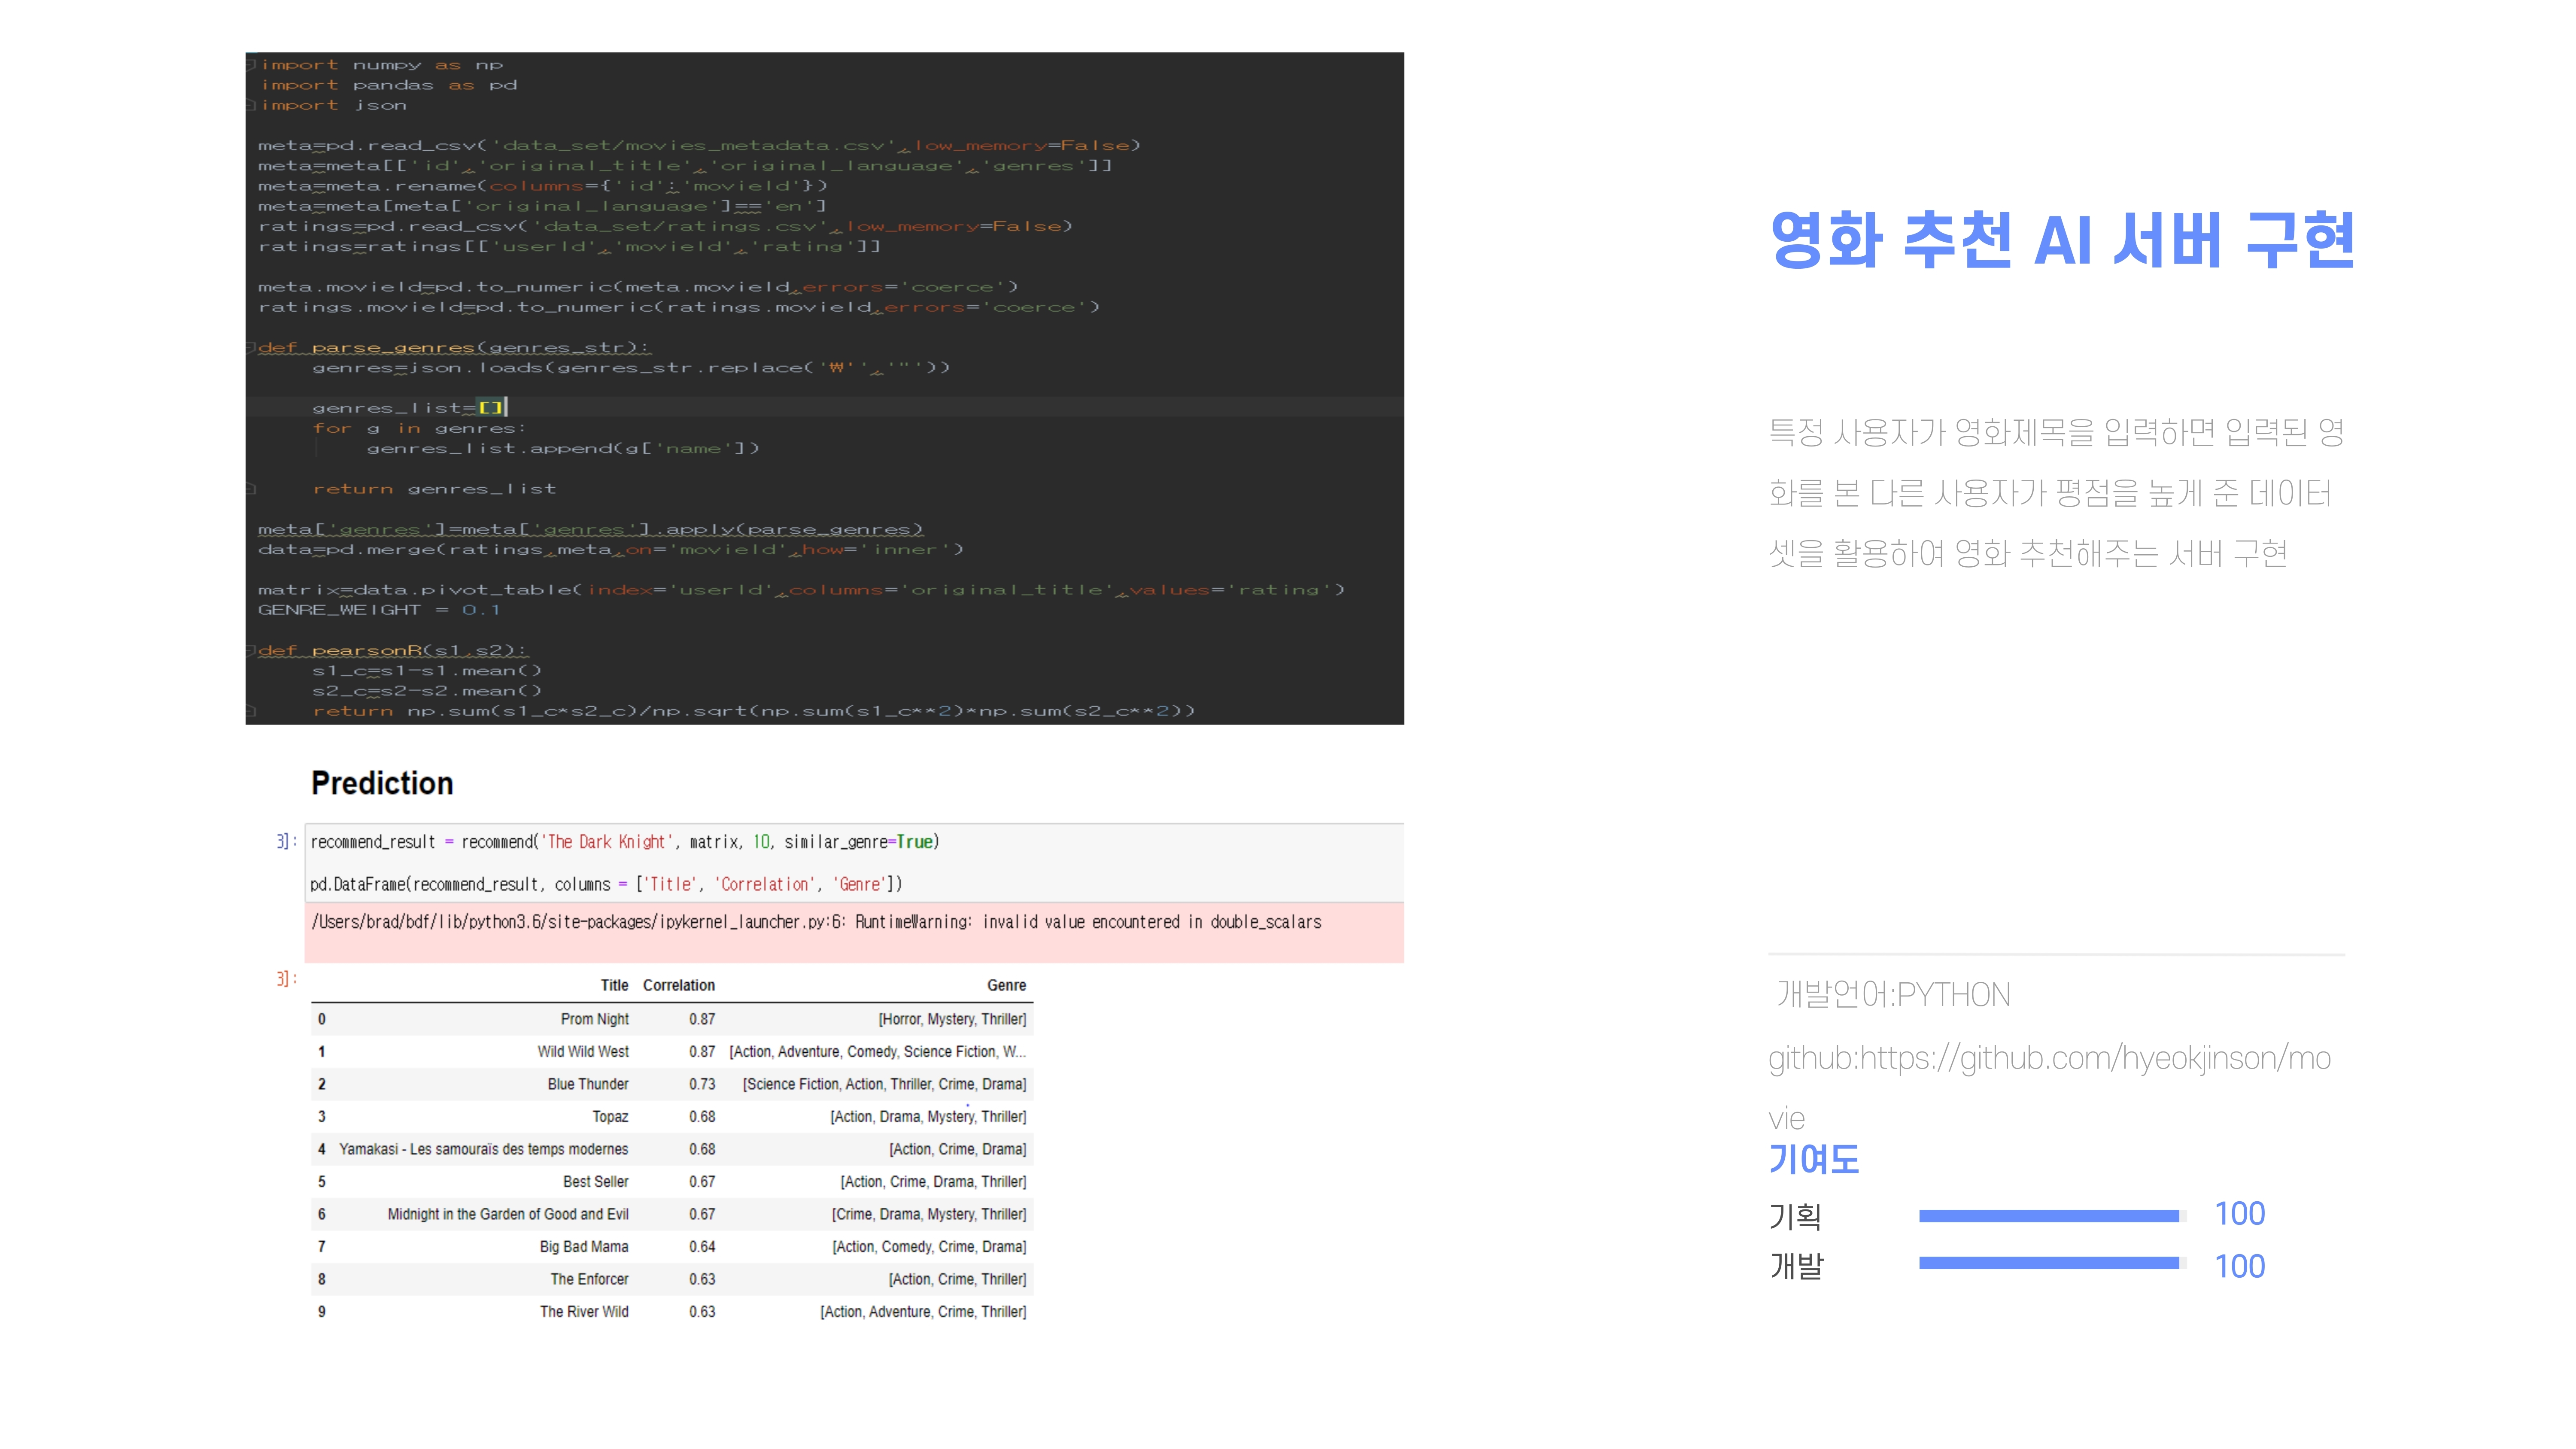 import numpy as np
import pandas as pd
import json
meta=pd.read_csv('data_set/movies_metadata.csv',low_memory=False)
meta=meta[['id','original_title','original_language','genres']]
meta=meta.rename(columns={'id':'movieId'})
meta=meta[meta['original_language']=='en']
ratings=pd.read_csv('data_set/ratings.csv',low_memory=False)
ratings=ratings[['userId','movieId','rating']]
meta.movieId=pd.to_numeric(meta.movieId,errors='coerce')
ratings.movieId=pd.to_numeric(ratings.movieId,errors='coerce')
def parse_genres(genres_str):
genres=json.loads(genres_str.replace('₩'','"'))
genres_list=[]
for g in genres:
genres_list.append(g['name'])
return genres_list
meta['genres']=meta['genres'].apply(parse_genres)
data=pd.merge(ratings,meta,on='movieId',how='inner')
matrix=data.pivot_table(index='userId',columns='original_title',values='rating')
GENRE_WEIGHT = 0.1
def pearsonR(s1,s2):
s1_c=s1-s1.mean()
s2_c=s2-s2.mean()
return np.sum(s1_c*s2_c)/np.sqrt(np.sum(s1_c**2)*np.sum(s2_c**2))
Prediction
3]: recommend_result = recommend('The Dark Knight', matrix, 10, similar_genre=True)
pd.DataFrame(recommend_result, columns = ['Title', 'Correlation', 'Genre'])
/Users/brad/bdf/lib/python3.6/site-packages/ipykernel_launcher.py:6: RuntimeWarning: invalid value encountered in double_scalars
3]:
Title Correlation Genre
0 Prom Night 0.87 [Horror, Mystery, Thriller]
1 Wild Wild West 0.87 [Action, Adventure, Comedy, Science Fiction, W...
2 Blue Thunder 0.73 [Science Fiction, Action, Thriller, Crime, Drama]
3 Topaz 0.68 [Action, Drama, Mystery, Thriller]
4 Yamakasi - Les samouraïs des temps modernes 0.68 [Action, Crime, Drama]
5 Best Seller 0.67 [Action, Crime, Drama, Thriller]
6 Midnight in the Garden of Good and Evil 0.67 [Crime, Drama, Mystery, Thriller]
7 Big Bad Mama 0.64 [Action, Comedy, Crime, Drama]
8 The Enforcer 0.63 [Action, Crime, Thriller]
9 The River Wild 0.63 [Action, Adventure, Crime, Thriller]
영화 추천 AI 서버 구현
특정 사용자가 영화제목을 입력하면 입력된 영
화를 본 다른 사용자가 평점을 높게 준 데이터
셋을 활용하여 영화 추천해주는 서버 구현
개발언어:PYTHON
github:https://github.com/hyeokjinson/mo
vie
기여도
기획 100
개발 100